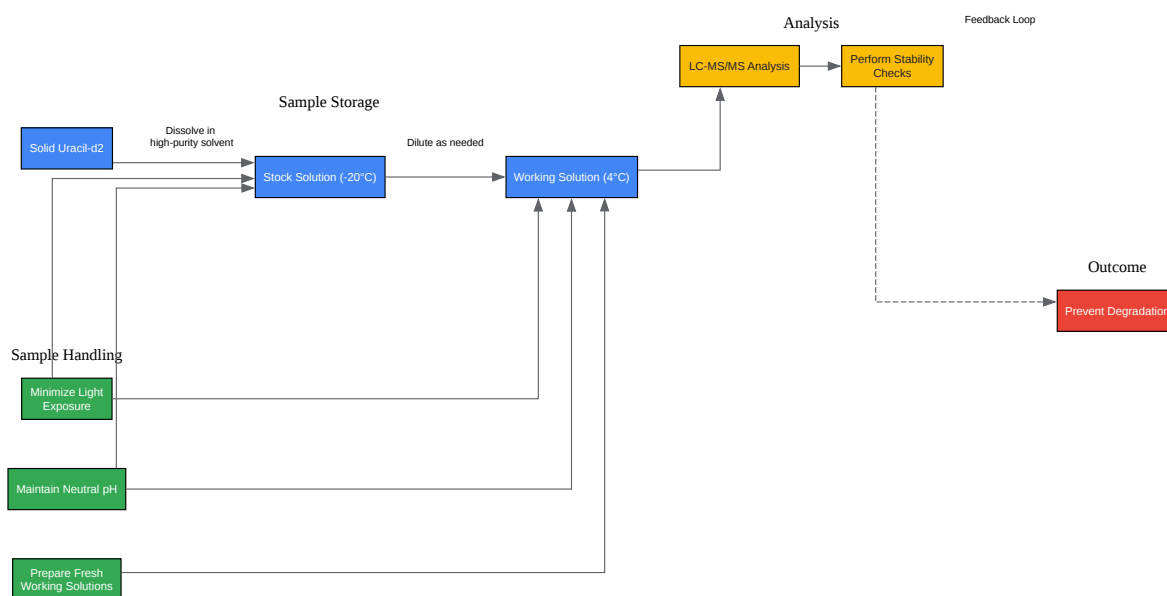 Analysis
Feedback Loop
LC-MS/MS Analysis
Perform Stability
Checks
Sample Storage
Dissolve in
high-purity solvent
Dilute as needed
Solid Uracil-d2
Stock Solution (-20°C)
Working Solution (4°C)
Outcome
Prevent Degradation
Sample Handling
Minimize Light
Exposure
Maintain Neutral pH
Prepare Fresh
Working Solutions